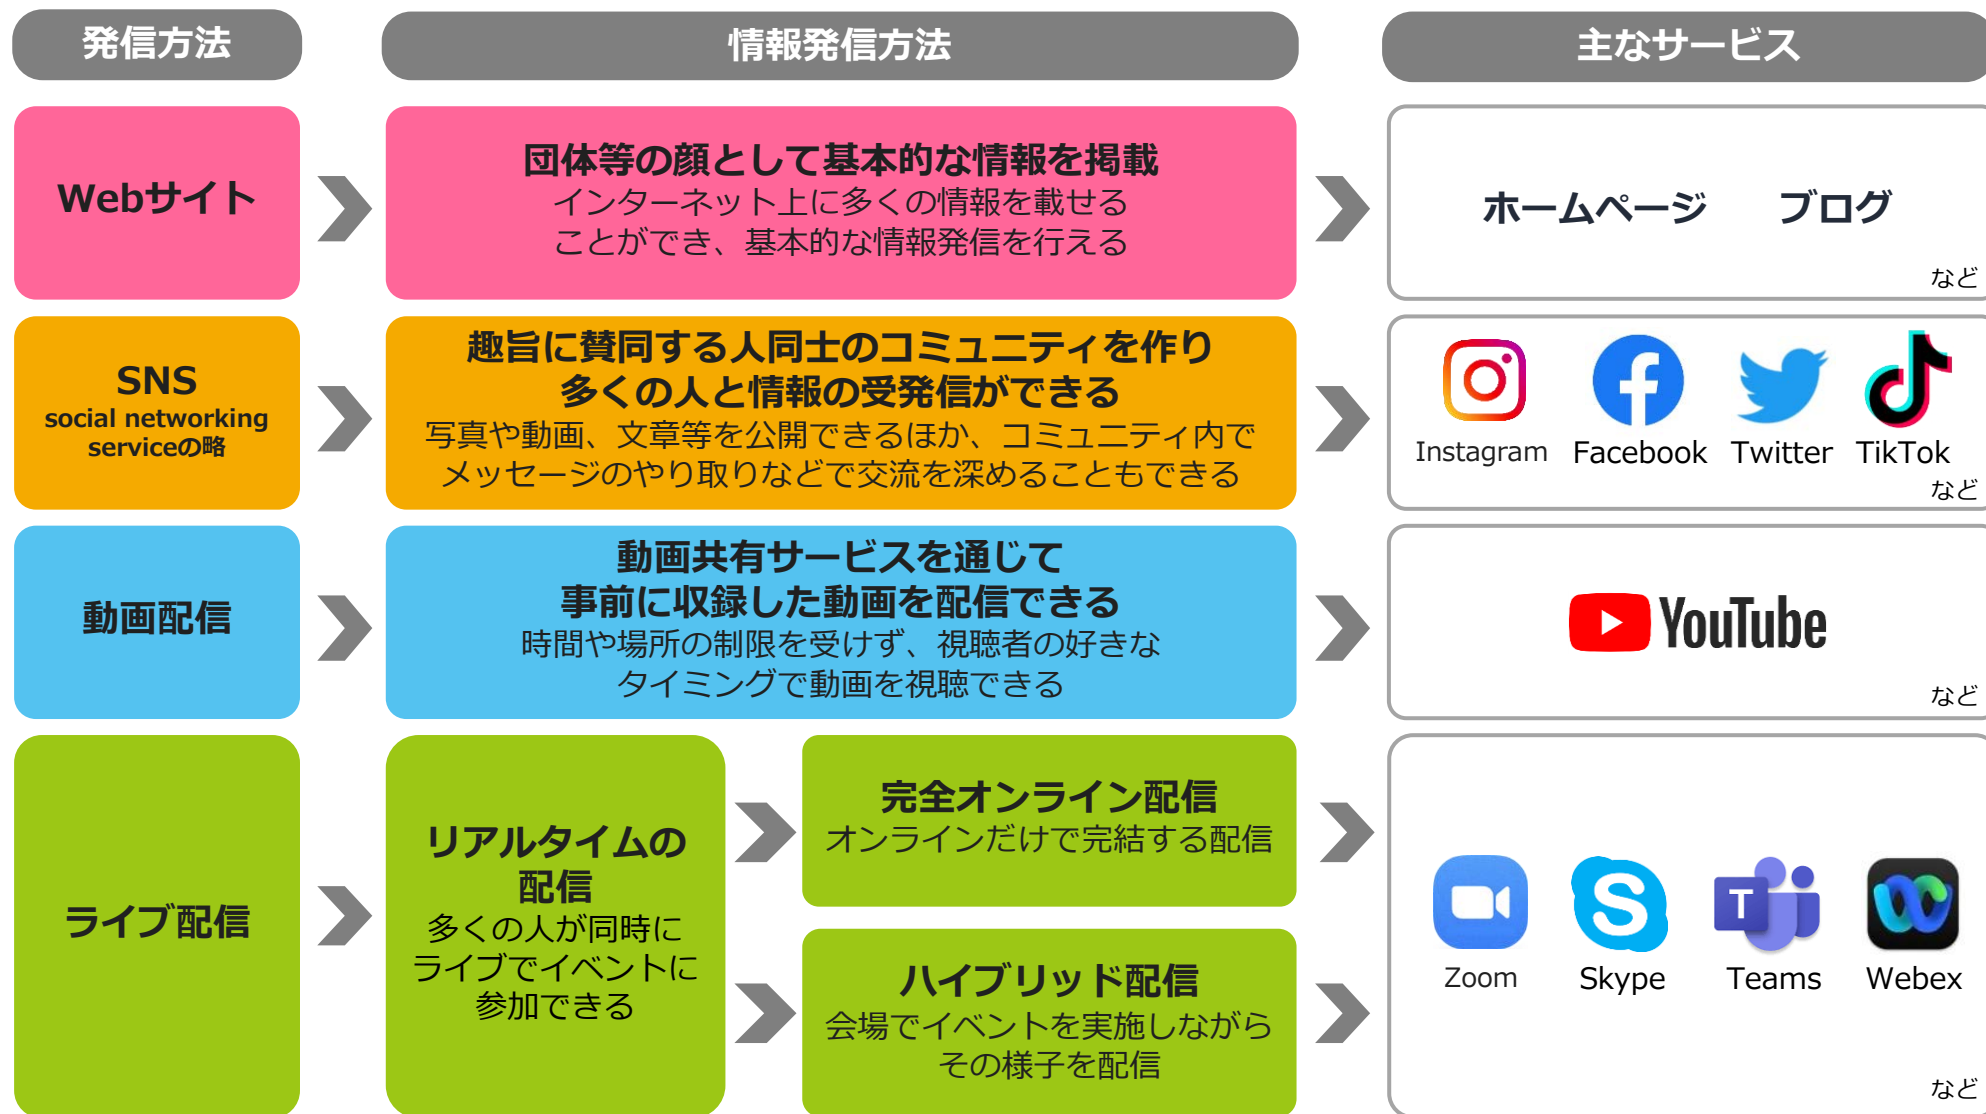 発信方法
情報発信方法
主なサービス
Webサイト
団体等の顔として基本的な情報を掲載
インターネット上に多くの情報を載せる
ことができ、基本的な情報発信を行える
ホームページ ブログ
など
SNS
social networking
serviceの略
趣旨に賛同する人同士のコミュニティを作り
多くの人と情報の受発信ができる
写真や動画、文章等を公開できるほか、コミュニティ内で
メッセージのやり取りなどで交流を深めることもできる
Instagram Facebook Twitter TikTok
など
動画配信
動画共有サービスを通じて
事前に収録した動画を配信できる
時間や場所の制限を受けず、視聴者の好きな
タイミングで動画を視聴できる
YouTube
など
ライブ配信
リアルタイムの
配信
多くの人が同時に
ライブでイベントに
参加できる
完全オンライン配信
オンラインだけで完結する配信
ハイブリッド配信
会場でイベントを実施しながら
その様子を配信
S
T
Zoom Skype Teams Webex
など